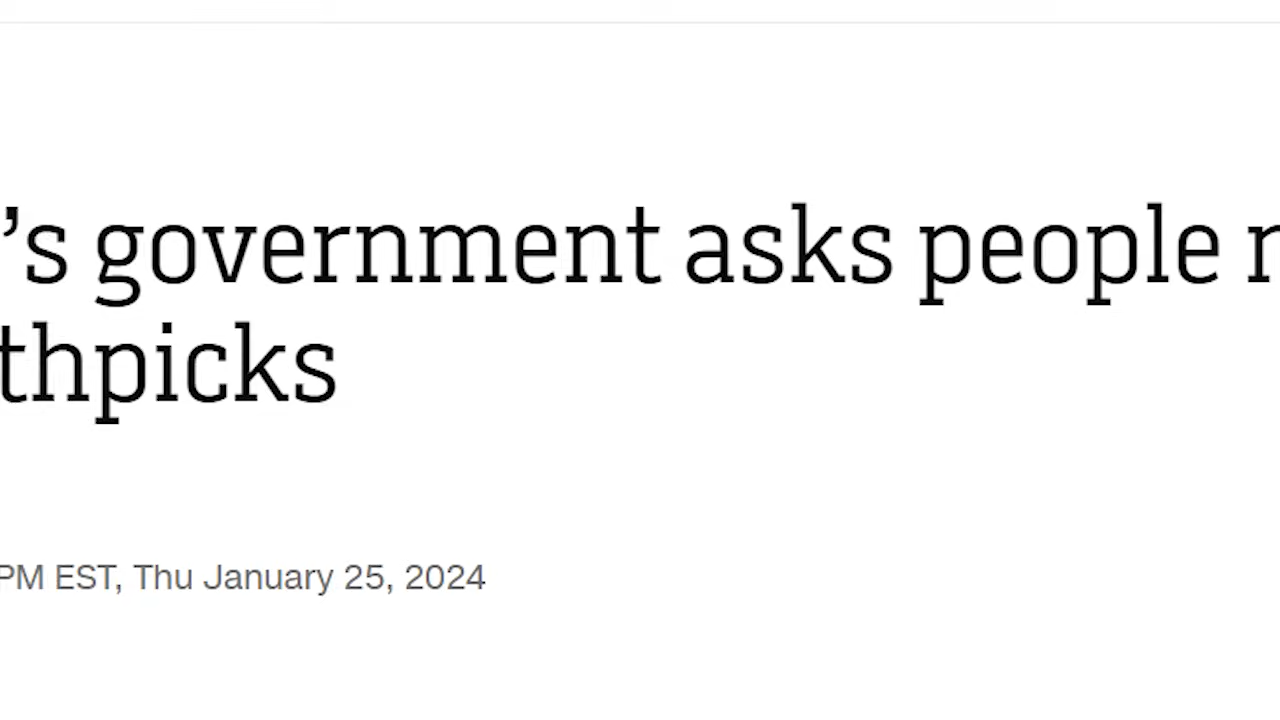 ’s government asks people
thpicks
PM EST, Thu January 25, 2024